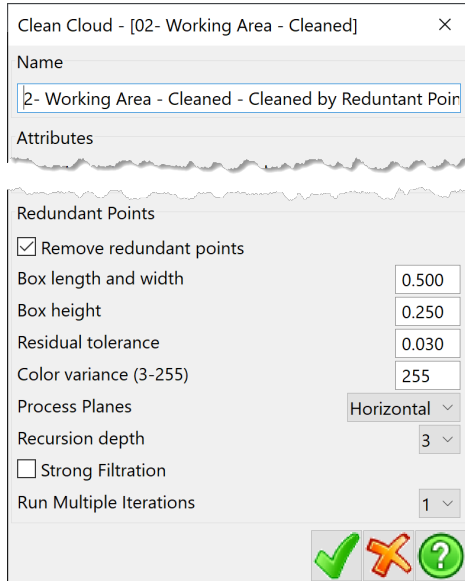 Clean Cloud - [02- Working Area - Cleaned]
Name
2- Working Area - Cleaned - Cleaned by Reduntant Poin
Attributes
Redundant Points
Remove redundant points
Box length and width 0.500
Box height 0.250
Residual tolerance 0.030
Color variance (3-255) 255
Process Planes Horizontal
Recursion depth 3
Strong Filtration
Run Multiple Iterations 1
?